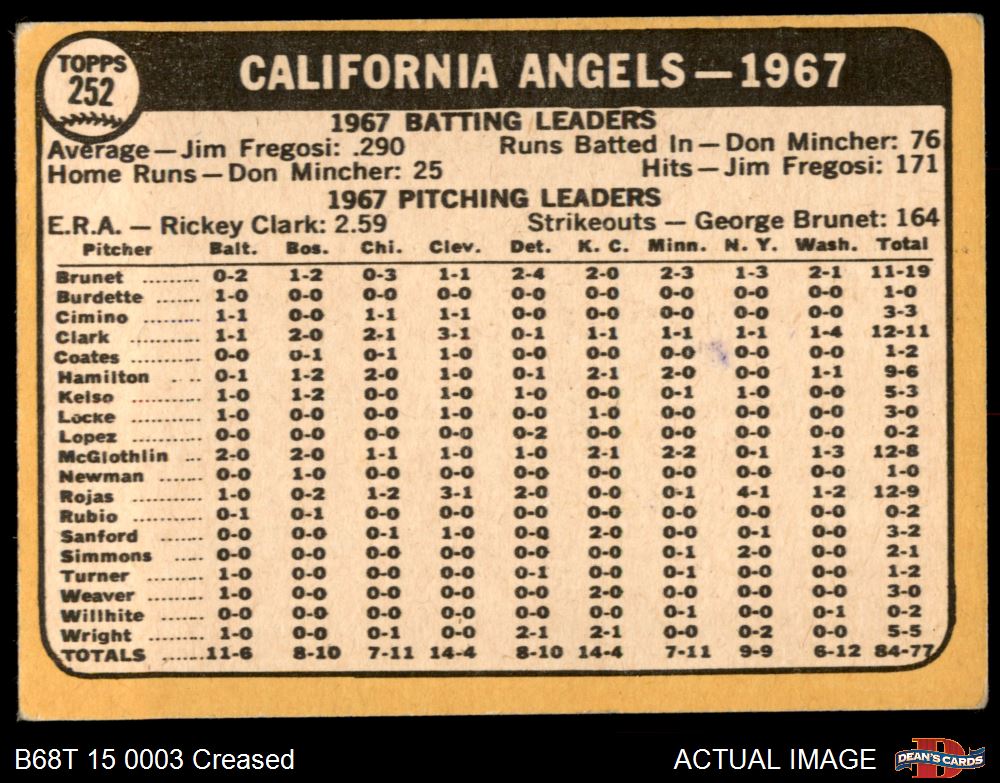 TOPPS
252
CALIFORNIA ANGELS—1967
1967 BATTING LEADERS
Average—Jim Fregosi: .290 Runs Batted In—Don Mincher: 76
Home Runs—Don Mincher: 25 Hits—Jim Fregosi: 171
1967 PITCHING LEADERS
E.R.A. — Rickey Clark: 2.59 Strikeouts — George Brunet: 164
Pitcher Balt. Bos. Chi. Clev. Det. K. C. Minn. N. Y. Wash. Total
Brunet ......... 0-2 1-2 0-3 1-1 2-4 2-0 2-3 1-3 2-1 11-19
Burdette ...... 1-0 0-0 0-0 0-0 0-0 0-0 0-0 0-0 0-0 1-0
Cimino ......... 1-1 0-0 1-1 1-1 0-0 0-0 0-0 0-0 0-0 3-3
Clark ........... 1-1 2-0 2-1 3-1 0-1 1-1 1-1 1-1 1-4 12-11
Coates ......... 0-0 0-1 0-1 1-0 0-0 0-0 0-0 0-0 0-0 1-2
Hamilton .... 0-1 1-2 2-0 1-0 0-1 2-1 2-0 0-0 1-1 9-6
Kelso ........... 1-0 1-2 0-0 1-0 1-0 0-0 0-1 1-0 0-0 5-3
Locke .......... 1-0 0-0 0-0 1-0 0-0 1-0 0-0 0-0 0-0 3-0
Lopez .......... 0-0 0-0 0-0 0-0 0-2 0-0 0-0 0-0 0-0 0-2
McGlothlin ... 2-0 2-0 1-1 1-0 1-0 2-1 2-2 0-1 1-3 12-8
Newman ...... 0-0 1-0 0-0 0-0 0-0 0-0 0-0 0-0 0-0 1-0
Rojas ........... 1-0 0-2 1-2 3-1 2-0 0-0 0-1 4-1 1-2 12-9
Rubio ........... 0-1 0-1 0-0 0-0 0-0 0-0 0-0 0-0 0-0 0-2
Sanford ........ 0-0 0-0 0-1 1-0 0-0 2-0 0-0 0-1 0-0 3-2
Simmons ..... 0-0 0-0 0-0 0-0 0-0 0-0 0-1 2-0 0-0 2-1
Turner ......... 1-0 0-0 0-0 0-0 0-1 0-0 0-1 0-0 0-0 1-2
Weaver ........ 1-0 0-0 0-0 0-0 0-0 2-0 0-0 0-0 0-0 3-0
Willhite ....... 0-0 0-0 0-0 0-0 0-0 0-0 0-1 0-0 0-1 0-2
Wright ......... 1-0 0-0 0-1 0-0 2-1 2-1 0-0 0-2 0-0 5-5
TOTALS ......11-6 8-10 7-11 14-4 8-10 14-4 7-11 9-9 6-12 84-77
B68T 15 0003 Creased
ACTUAL IMAGE
DEAN'S CARDS